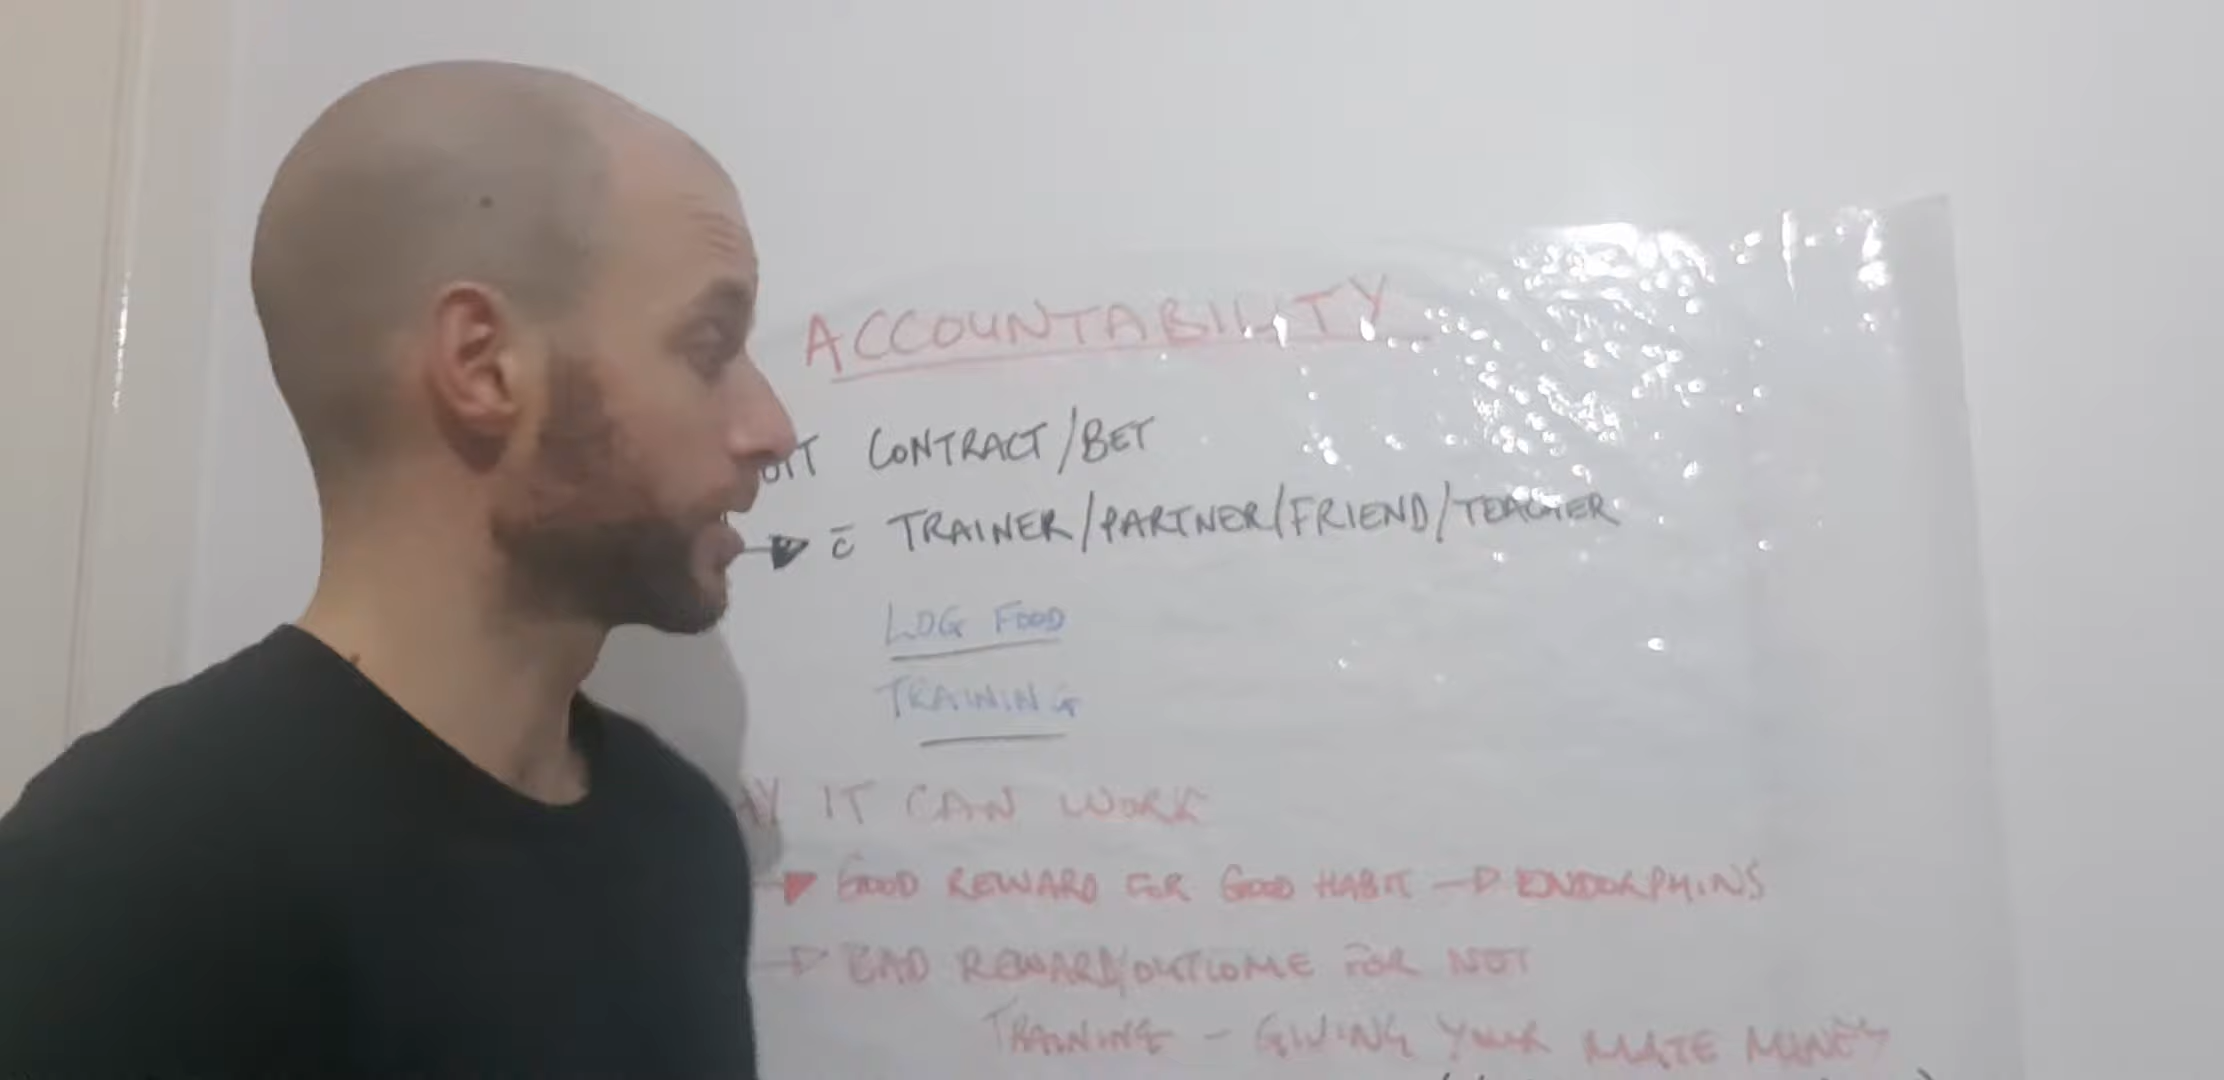 ACCOUNTABILITY
CONTRACT/BET
c̄ TRAINER/PARTNER/FRIEND/TEACHER
LOG FOOD
TRAINING
IT CAN WORK
GOOD REWARD FOR GOOD HABIT → ENDORPHINS
BAD REWARD/OUTCOME FOR NOT
TRAINING - GIVING YOUR MATE MONEY